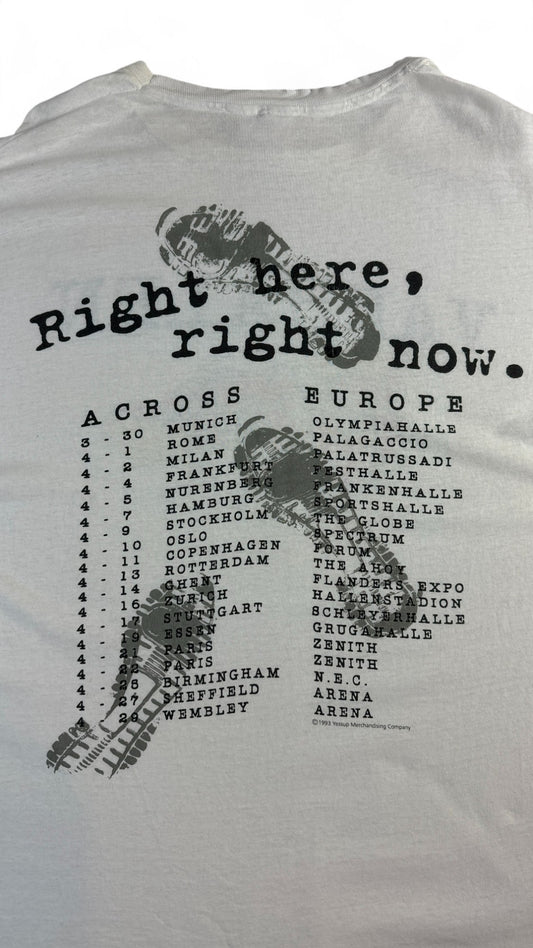 Right here,
right now.
ACROSS EUROPE
3 - 30 MUNICH OLYMPIAHALLE
4 - 1 ROME PALAGACCIO
4 - 2 MILAN PALATRUSSADI
4 - 4 FRANKFURT FESTHALLE
4 - 5 NURENBERG FRANKENHALLE
4 - 7 HAMBURG SPORTSHALLE
4 - 9 STOCKHOLM THE GLOBE
4 - 10 OSLO SPECTRUM
4 - 11 COPENHAGEN FORUM
4 - 13 ROTTERDAM THE AHOY
4 - 14 GHENT FLANDERS EXPO
4 - 16 ZURICH HALLENSTADION
4 - 17 STUTTGART SCHLEYERHALLE
4 - 19 ESSEN GRUGAHALLE
4 - 21 PARIS ZENITH
4 - 22 PARIS ZENITH
4 - 25 BIRMINGHAM N.E.C.
4 - 27 SHEFFIELD ARENA
4 - 29 WEMBLEY ARENA
©1993 Yessup Merchandising Company